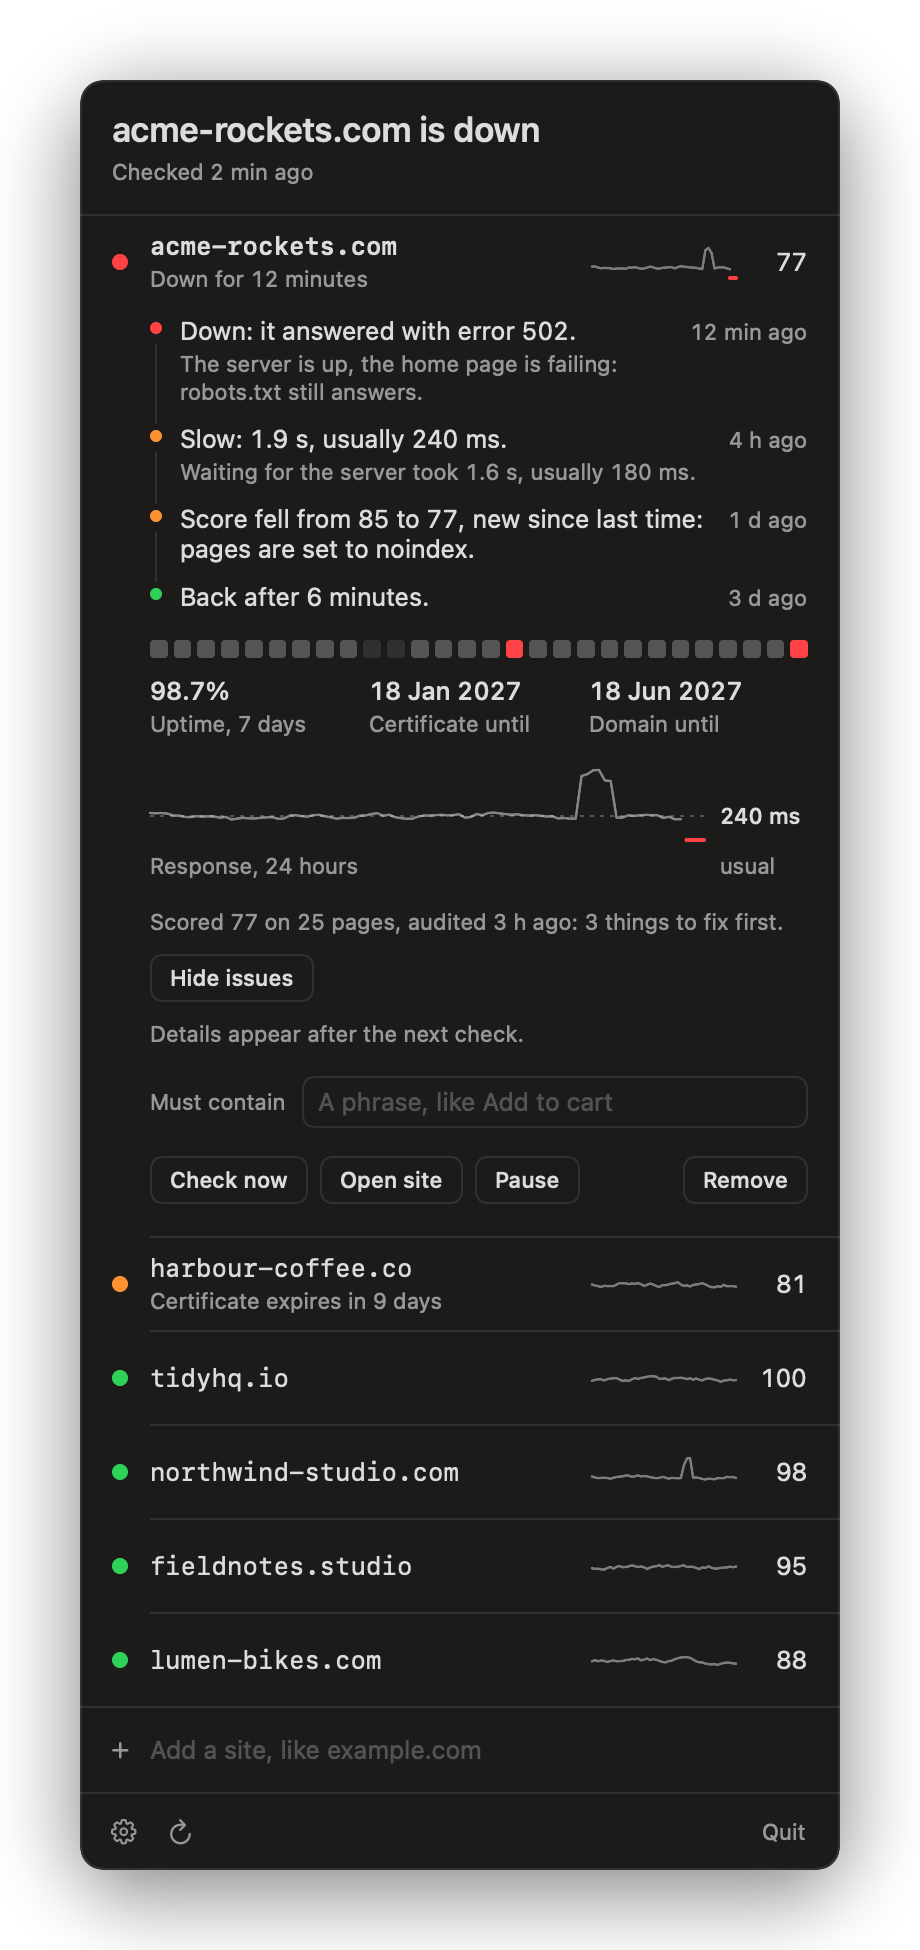 acme-rockets.com is down
Checked 2 min ago
acme-rockets.com
77
Down for 12 minutes
Down: it answered with error 502.
12 min ago
The server is up, the home page is failing:
robots.txt still answers.
Slow: 1.9 s, usually 240 ms.
4 h ago
Waiting for the server took 1.6 s, usually 180 ms.
Score fell from 85 to 77, new since last time:
1 d ago
pages are set to noindex.
Back after 6 minutes.
3 d ago
98.7%
18 Jan 2027
18 Jun 2027
Uptime, 7 days
Certificate until
Domain until
240 ms
Response, 24 hours
usual
Scored 77 on 25 pages, audited 3 h ago: 3 things to fix first.
Hide issues
Details appear after the next check.
Must contain
A phrase, like Add to cart
Check now
Open site
Pause
Remove
harbour-coffee.co
81
Certificate expires in 9 days
tidyhq.io
100
northwind-studio.com
98
fieldnotes.studio
95
lumen-bikes.com
88
+ Add a site, like example.com
Quit